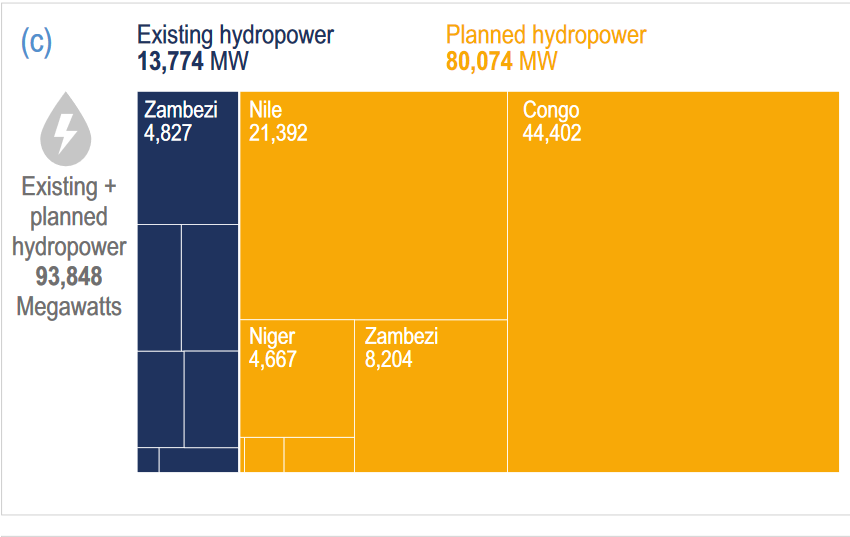 (c)
Existing hydropower
13,774 MW
Planned hydropower
80,074 MW
Existing +
planned
hydropower
93,848
Megawatts
Zambezi
4,827
Nile
21,392
Congo
44,402
Niger
4,667
Zambezi
8,204